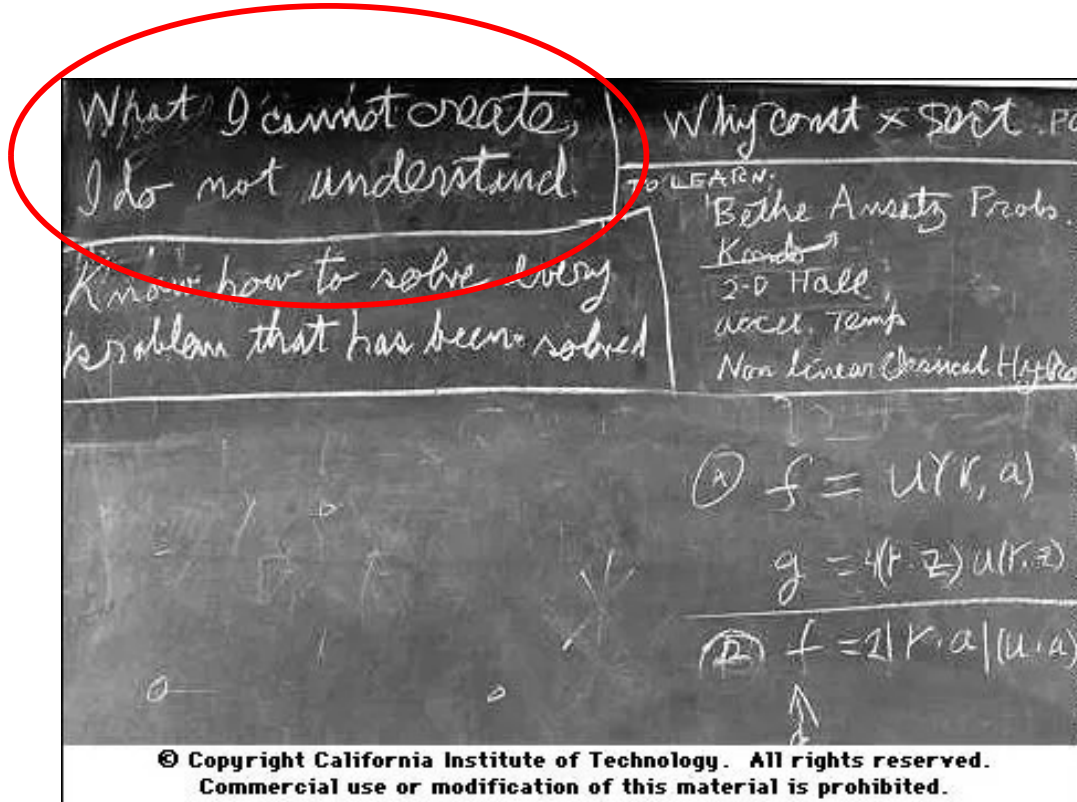 What I cannot create,
I do not understand.
Know how to solve every
problem that has been solved
Why const × sort PO
TO LEARN:
Bethe Ansatz Probs
Kondo
2-D Hall
accel. Temp
Non Linear Classical Hydro
Ⓐ f = u(r, a)
g = 4(r·z) u(r,z)
f = 2|r·a|(u·a)
© Copyright California Institute of Technology. All rights reserved.
Commercial use or modification of this material is prohibited.